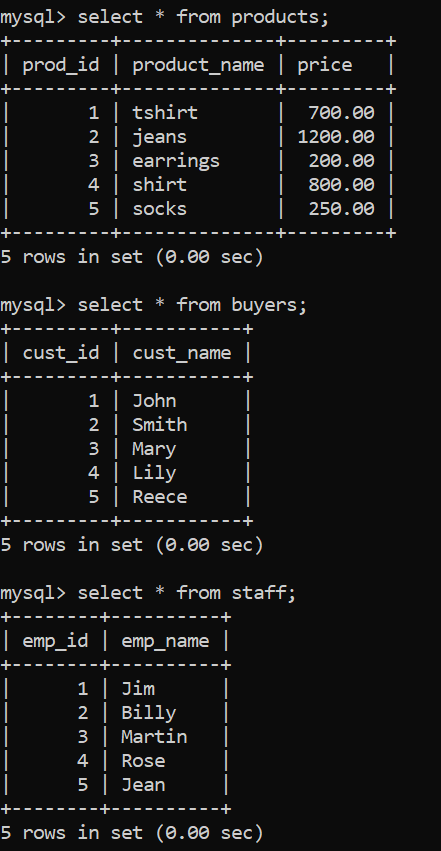 mysql> select * from products;
+---------+--------------+---------+
| prod_id | product_name | price   |
+---------+--------------+---------+
|       1 | tshirt       |  700.00 |
|       2 | jeans        | 1200.00 |
|       3 | earrings     |  200.00 |
|       4 | shirt        |  800.00 |
|       5 | socks        |  250.00 |
+---------+--------------+---------+
5 rows in set (0.00 sec)

mysql> select * from buyers;
+---------+-----------+
| cust_id | cust_name |
+---------+-----------+
|       1 | John      |
|       2 | Smith     |
|       3 | Mary      |
|       4 | Lily      |
|       5 | Reece     |
+---------+-----------+
5 rows in set (0.00 sec)

mysql> select * from staff;
+--------+----------+
| emp_id | emp_name |
+--------+----------+
|      1 | Jim      |
|      2 | Billy    |
|      3 | Martin   |
|      4 | Rose     |
|      5 | Jean     |
+--------+----------+
5 rows in set (0.00 sec)